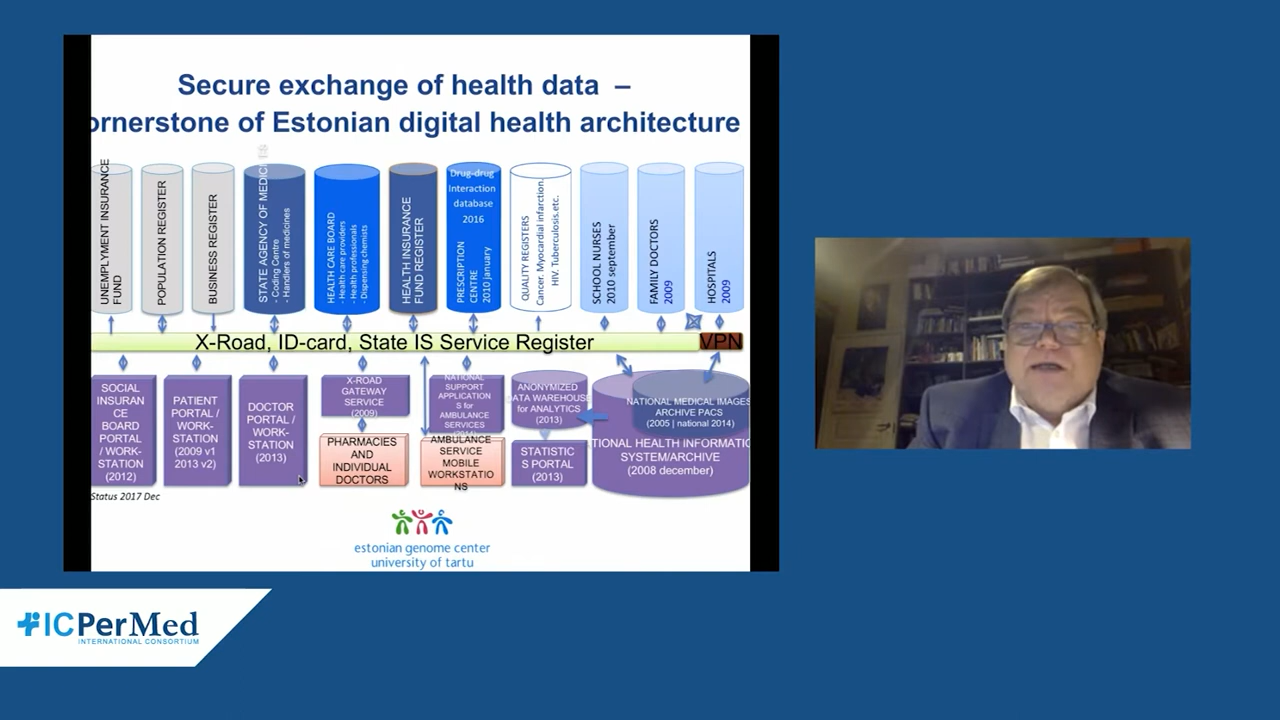 Secure exchange of health data –
ornerstone of Estonian digital health architecture
UNEMPLOYMENT INSURANCE
FUND
POPULATION REGISTER
BUSINESS REGISTER
STATE AGENCY OF MEDICINES
- Coding Centre
- Handlers of medicines
HEALTH CARE BOARD
- Health care providers
- Health professionals
- Dispensing chemists
HEALTH INSURANCE
FUND REGISTER
Drug-drug
Interaction
database
2016
PRESCRIPTION
CENTRE
2010 january
QUALITY REGISTERS
Cancer. Myocardial infarction.
HIV. Tuberculosis.etc.
SCHOOL NURSES
2010 september
FAMILY DOCTORS
2009
HOSPITALS
2009
X-Road, ID-card, State IS Service Register
VPN
SOCIAL
INSURAN
CE
BOARD
PORTAL
/ WORK-
STATION
(2012)
PATIENT
PORTAL /
WORK-
STATION
(2009 v1
2013 v2)
DOCTOR
PORTAL /
WORK-
STATION
(2013)
X-ROAD
GATEWAY
SERVICE
(2009)
PHARMACIES
AND
INDIVIDUAL
DOCTORS
NATIONAL
SUPPORT
APPLICATION
S for
AMBULANCE
SERVICES
AMBULANCE
SERVICE
MOBILE
WORKSTATIO
NS
ANONYMIZED
DATA WAREHOUSE
for ANALYTICS
(2013)
STATISTIC
S PORTAL
(2013)
NATIONAL MEDICAL IMAGES
ARCHIVE PACS
(2005 | national 2014)
TIONAL HEALTH INFORMATIO
SYSTEM/ARCHIVE
(2008 december)
Status 2017 Dec
estonian genome center
university of tartu
ICPerMed
INTERNATIONAL CONSORTIUM